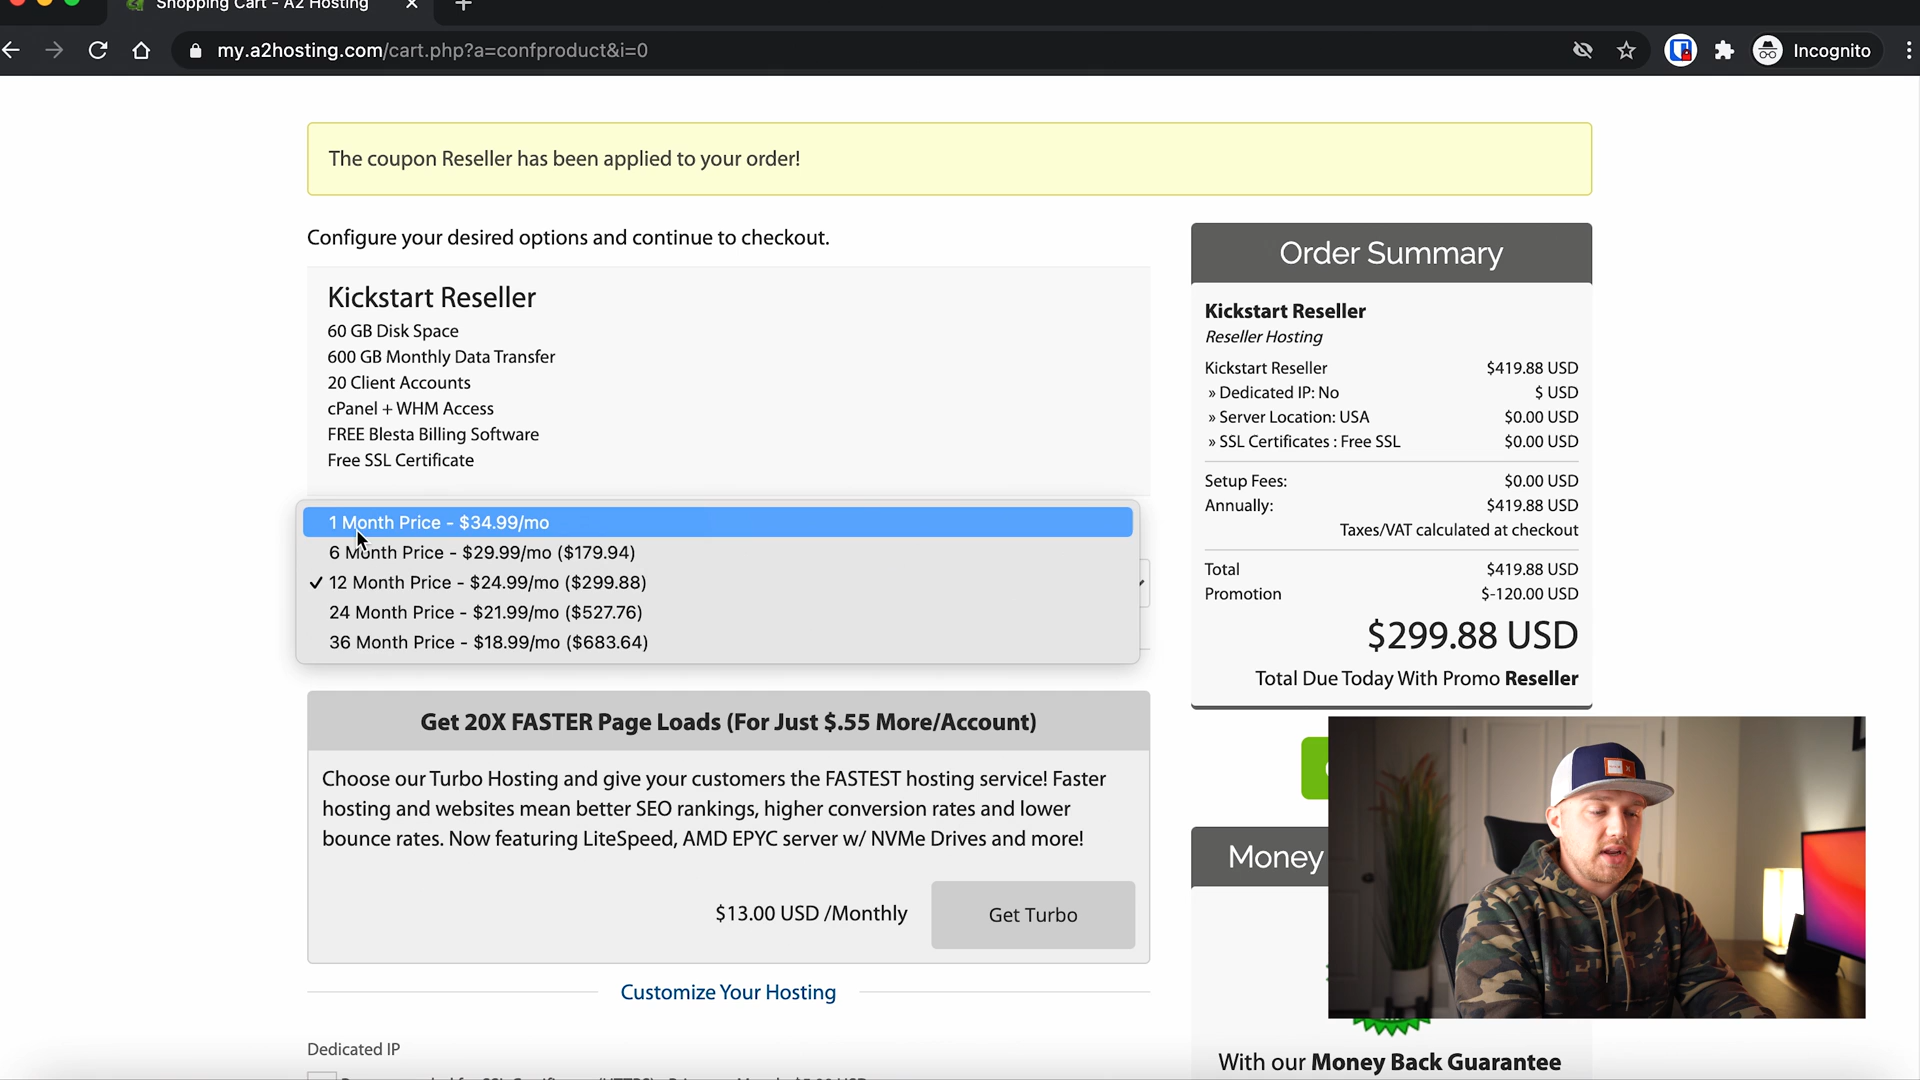 Shopping Cart - A2 Hosting
my.a2hosting.com/cart.php?a=confproduct&i=0
Incognito
The coupon Reseller has been applied to your order!
Configure your desired options and continue to checkout.
Kickstart Reseller
60 GB Disk Space
600 GB Monthly Data Transfer
20 Client Accounts
cPanel + WHM Access
FREE Blesta Billing Software
Free SSL Certificate
1 Month Price - $34.99/mo
6 Month Price - $29.99/mo ($179.94)
✓ 12 Month Price - $24.99/mo ($299.88)
24 Month Price - $21.99/mo ($527.76)
36 Month Price - $18.99/mo ($683.64)
Get 20X FASTER Page Loads (For Just $.55 More/Account)
Choose our Turbo Hosting and give your customers the FASTEST hosting service! Faster
hosting and websites mean better SEO rankings, higher conversion rates and lower
bounce rates. Now featuring LiteSpeed, AMD EPYC server w/ NVMe Drives and more!
$13.00 USD /Monthly
Get Turbo
Customize Your Hosting
Dedicated IP
Order Summary
Kickstart Reseller
Reseller Hosting
Kickstart Reseller $419.88 USD
» Dedicated IP: No $ USD
» Server Location: USA $0.00 USD
» SSL Certificates : Free SSL $0.00 USD
Setup Fees: $0.00 USD
Annually: $419.88 USD
Taxes/VAT calculated at checkout
Total $419.88 USD
Promotion $-120.00 USD
$299.88 USD
Total Due Today With Promo Reseller
Money
With our Money Back Guarantee